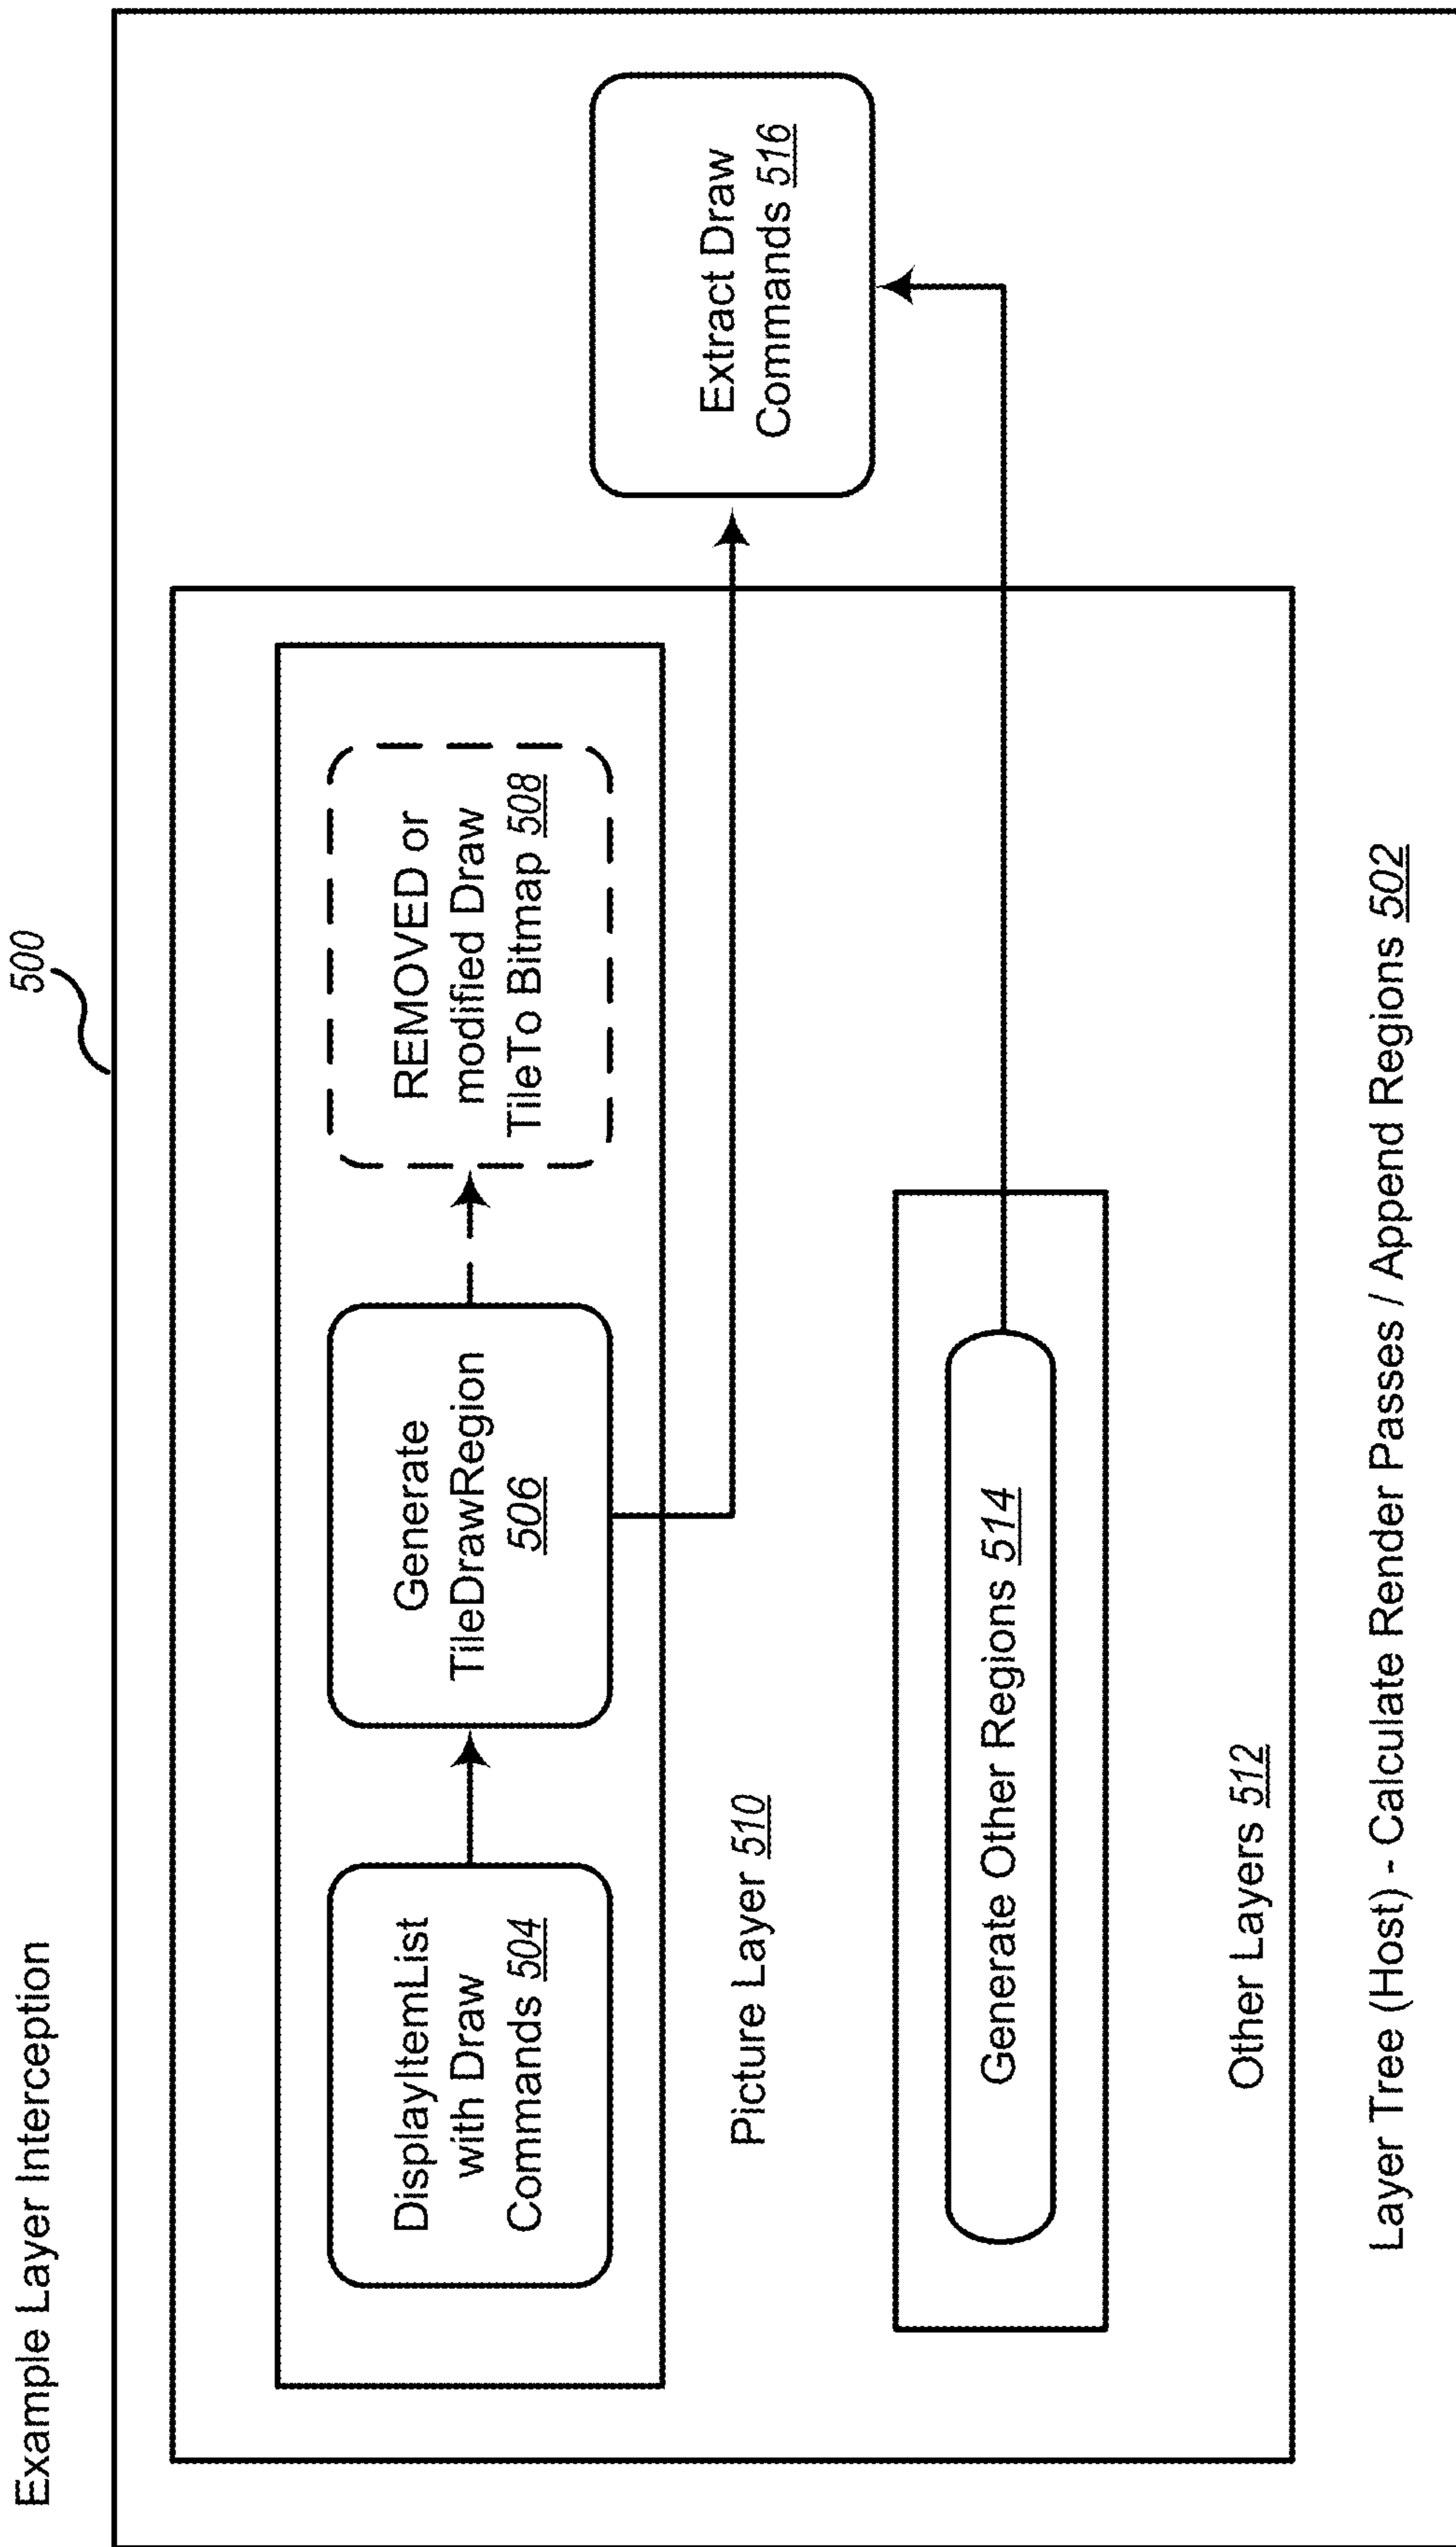 Example Layer Interception
500
DisplayItemList
with Draw
Commands 504
Generate
TileDrawRegion
506
REMOVED or
modified Draw
TileTo Bitmap 508
Picture Layer 510
Extract Draw
Commands 516
Generate Other Regions 514
Other Layers 512
Layer Tree (Host) - Calculate Render Passes / Append Regions 502